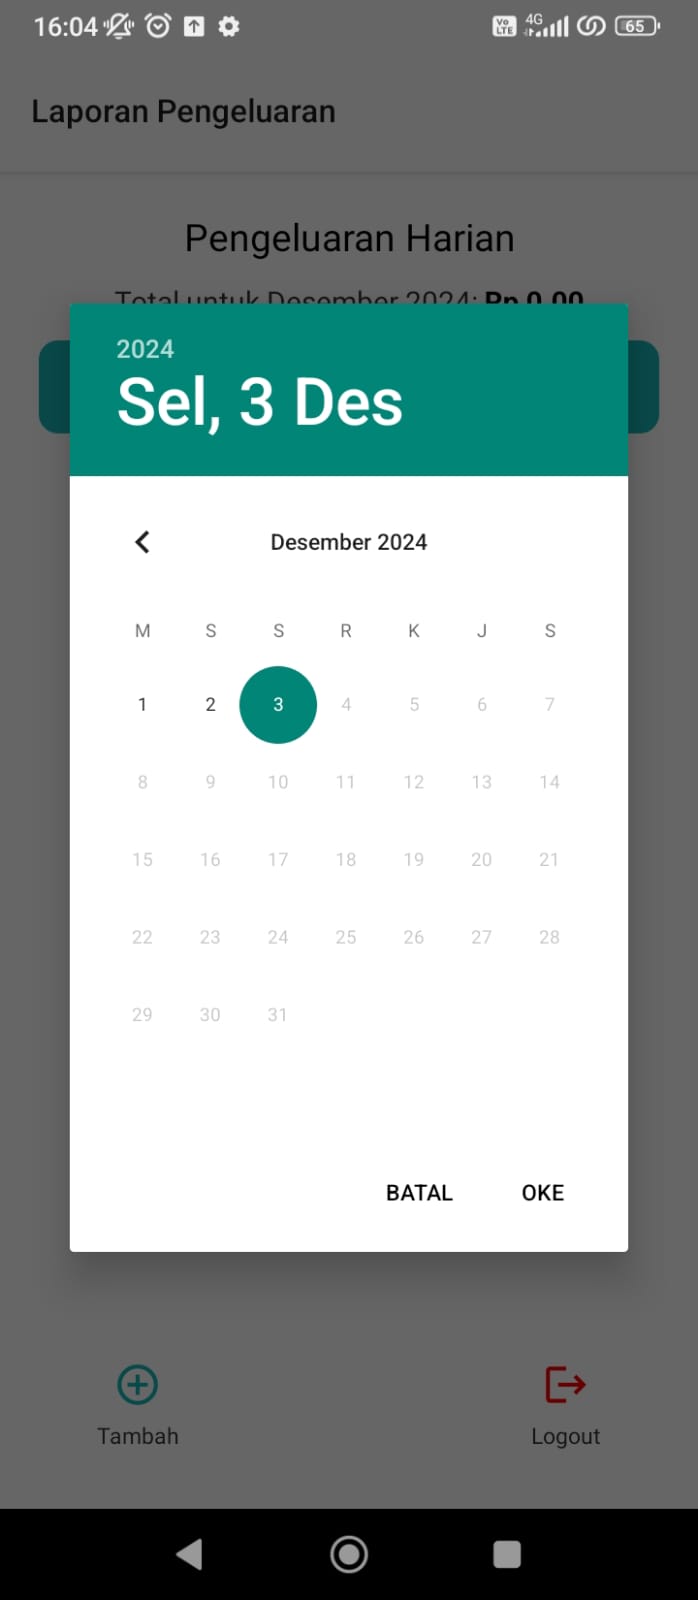 16:04 VoLTE 4G 65
Laporan Pengeluaran
Pengeluaran Harian
Total untuk Desember 2024: Rp 0,00
2024
Sel, 3 Des
Desember 2024
M S S R K J S
1 2 3 4 5 6 7
8 9 10 11 12 13 14
15 16 17 18 19 20 21
22 23 24 25 26 27 28
29 30 31
BATAL OKE
Tambah Logout